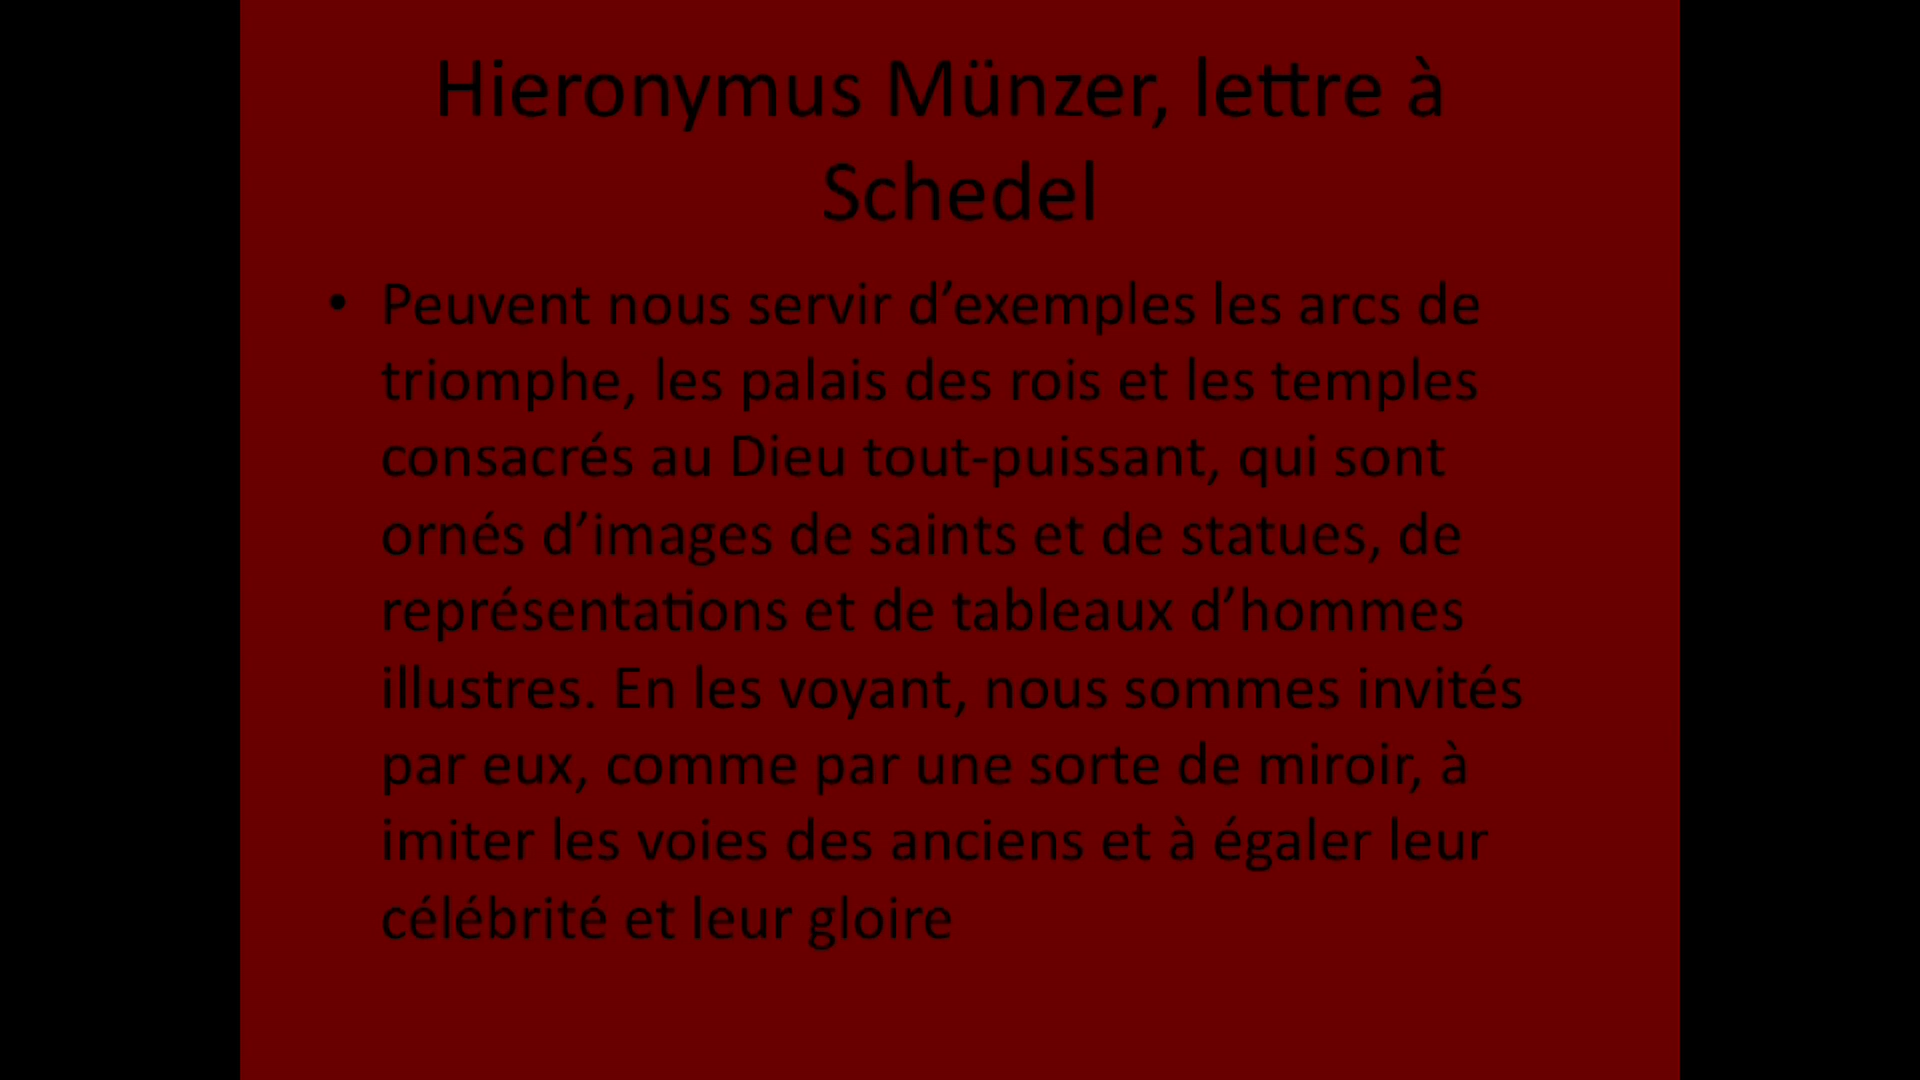 Hieronymus Münzer, lettre à
Schedel
• Peuvent nous servir d’exemples les arcs de
triomphe, les palais des rois et les temples
consacrés au Dieu tout-puissant, qui sont
ornés d’images de saints et de statues, de
représentations et de tableaux d’hommes
illustres. En les voyant, nous sommes invités
par eux, comme par une sorte de miroir, à
imiter les voies des anciens et à égaler leur
célébrité et leur gloire